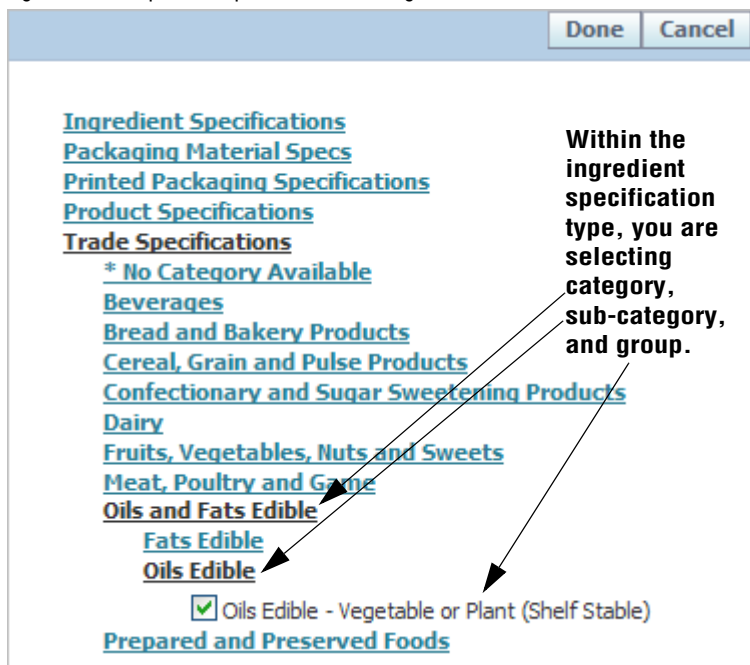 Done Cancel
Ingredient Specifications
Packaging Material Specs
Printed Packaging Specifications
Product Specifications
Trade Specifications
* No Category Available
Beverages
Bread and Bakery Products
Cereal, Grain and Pulse Products
Confectionary and Sugar Sweetening Products
Dairy
Fruits, Vegetables, Nuts and Sweets
Meat, Poultry and Game
Oils and Fats Edible
Fats Edible
Oils Edible
Oils Edible - Vegetable or Plant (Shelf Stable)
Prepared and Preserved Foods
Within the
ingredient
specification
type, you are
selecting
category,
sub-category,
and group.